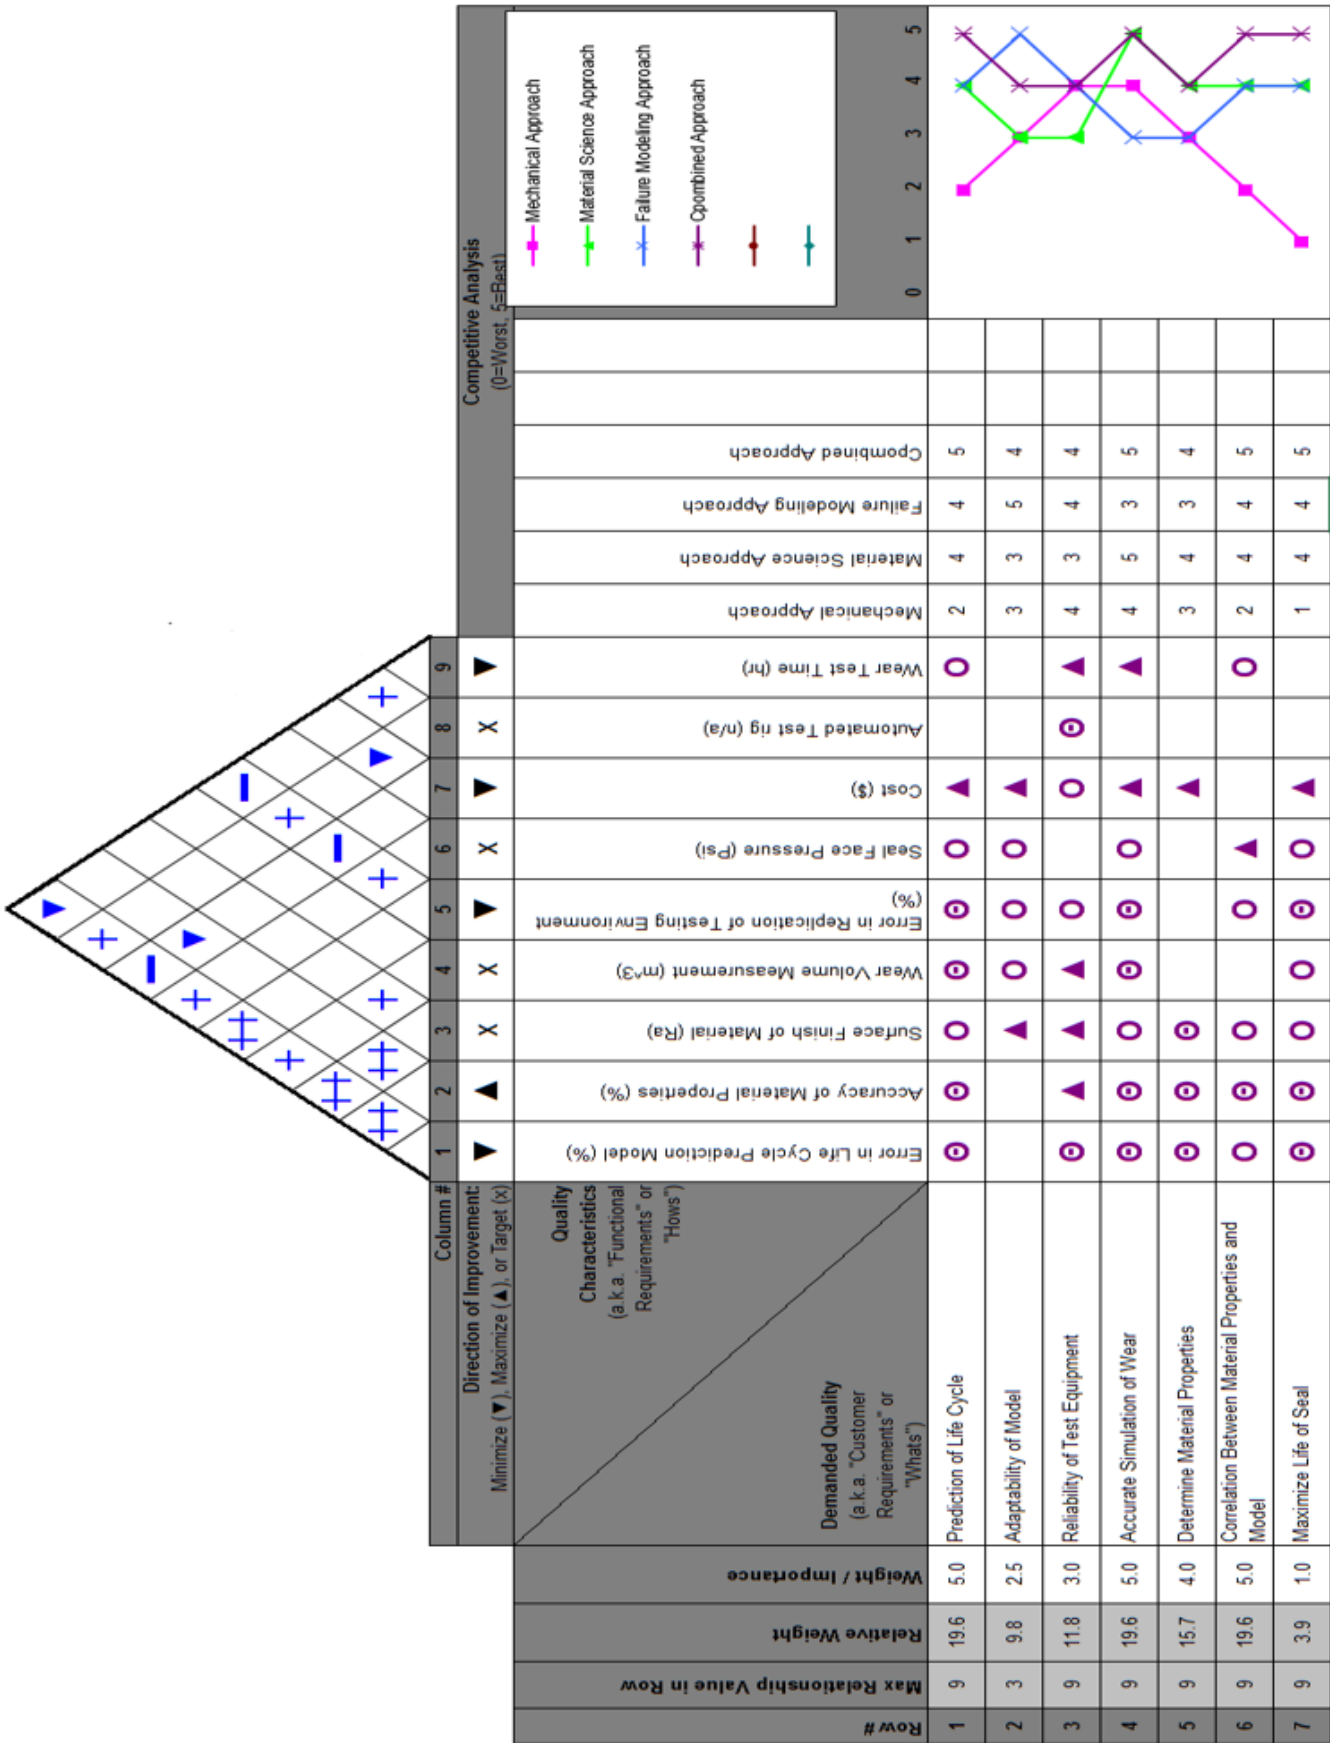 Column #
1
2
3
4
5
6
7
8
9
Direction of Improvement:
Minimize (▼), Maximize (▲), or Target (x)
▼
▲
x
x
▼
x
▼
x
▼
Competitive Analysis
(0=Worst, 5=Best)
Row #
Max Relationship Value in Row
Relative Weight
Weight / Importance
Quality
Characteristics
(a.k.a. "Functional
Requirements" or
"Hows")
Demanded Quality
(a.k.a. "Customer
Requirements" or
"Whats")
Error in Life Cycle Prediction Model (%)
Accuracy of Material Properties (%)
Surface Finish of Material (Ra)
Wear Volume Measurement (m^3)
Error in Replication of Testing Environment
(%)
Seal Face Pressure (Psi)
Cost ($)
Automated Test rig (n/a)
Wear Test Time (hr)
Mechanical Approach
Material Science Approach
Failure Modeling Approach
Cpombined Approach
Mechanical Approach
Material Science Approach
Failure Modeling Approach
Cpombined Approach
0 1 2 3 4 5
1 9 19.6 5.0 Prediction of Life Cycle 2 4 4 5
2 3 9.8 2.5 Adaptability of Model 3 3 5 4
3 9 11.8 3.0 Reliability of Test Equipment 4 3 4 4
4 9 19.6 5.0 Accurate Simulation of Wear 4 5 3 5
5 9 15.7 4.0 Determine Material Properties 3 4 3 4
6 9 19.6 5.0 Correlation Between Material Properties and
Model 2 4 4 5
7 9 3.9 1.0 Maximize Life of Seal 1 4 4 5